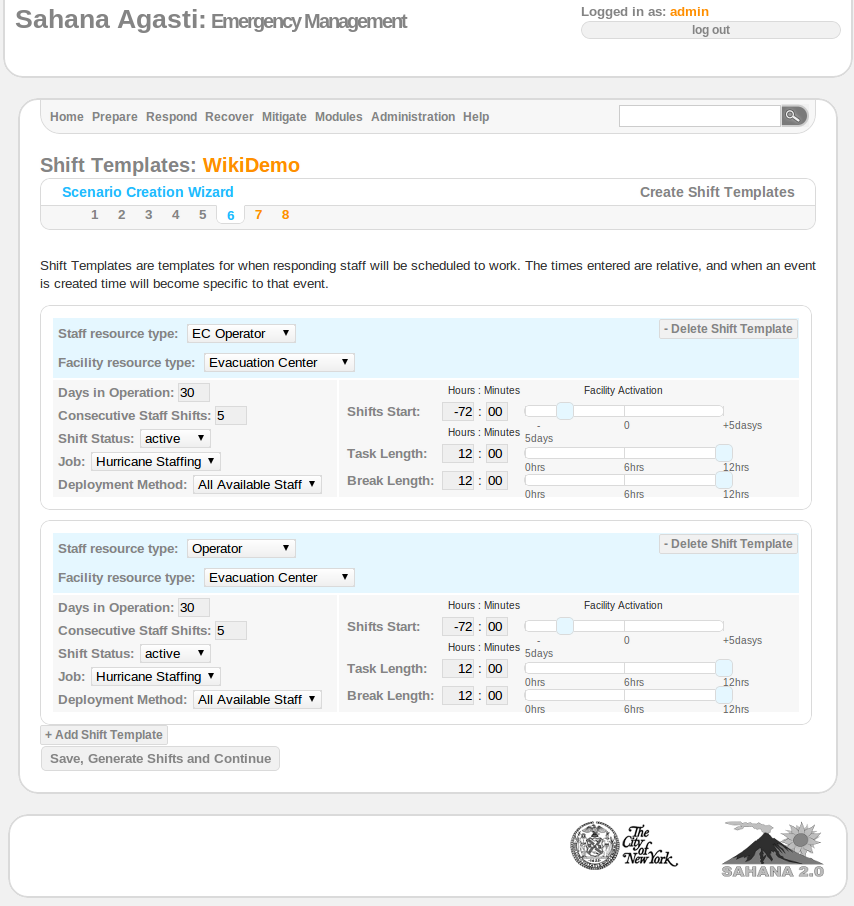 Sahana Agasti: Emergency Management
Logged in as: admin
log out
Home Prepare Respond Recover Mitigate Modules Administration Help
Shift Templates: WikiDemo
Scenario Creation Wizard Create Shift Templates
1 2 3 4 5 6 7 8
Shift Templates are templates for when responding staff will be scheduled to work. The times entered are relative, and when an event
is created time will become specific to that event.
Staff resource type: EC Operator
- Delete Shift Template
Facility resource type: Evacuation Center
Days in Operation: 30
Consecutive Staff Shifts: 5
Shift Status: active
Job: Hurricane Staffing
Deployment Method: All Available Staff
Hours : Minutes Facility Activation
Shifts Start: -72 : 00
- 0 +5dasys
5days
Hours : Minutes
Task Length: 12 : 00
0hrs 6hrs 12hrs
Break Length: 12 : 00
0hrs 6hrs 12hrs
Staff resource type: Operator
- Delete Shift Template
Facility resource type: Evacuation Center
Days in Operation: 30
Consecutive Staff Shifts: 5
Shift Status: active
Job: Hurricane Staffing
Deployment Method: All Available Staff
Hours : Minutes Facility Activation
Shifts Start: -72 : 00
- 0 +5dasys
5days
Hours : Minutes
Task Length: 12 : 00
0hrs 6hrs 12hrs
Break Length: 12 : 00
0hrs 6hrs 12hrs
+ Add Shift Template
Save, Generate Shifts and Continue
The
City
of
New York
SAHANA 2.0